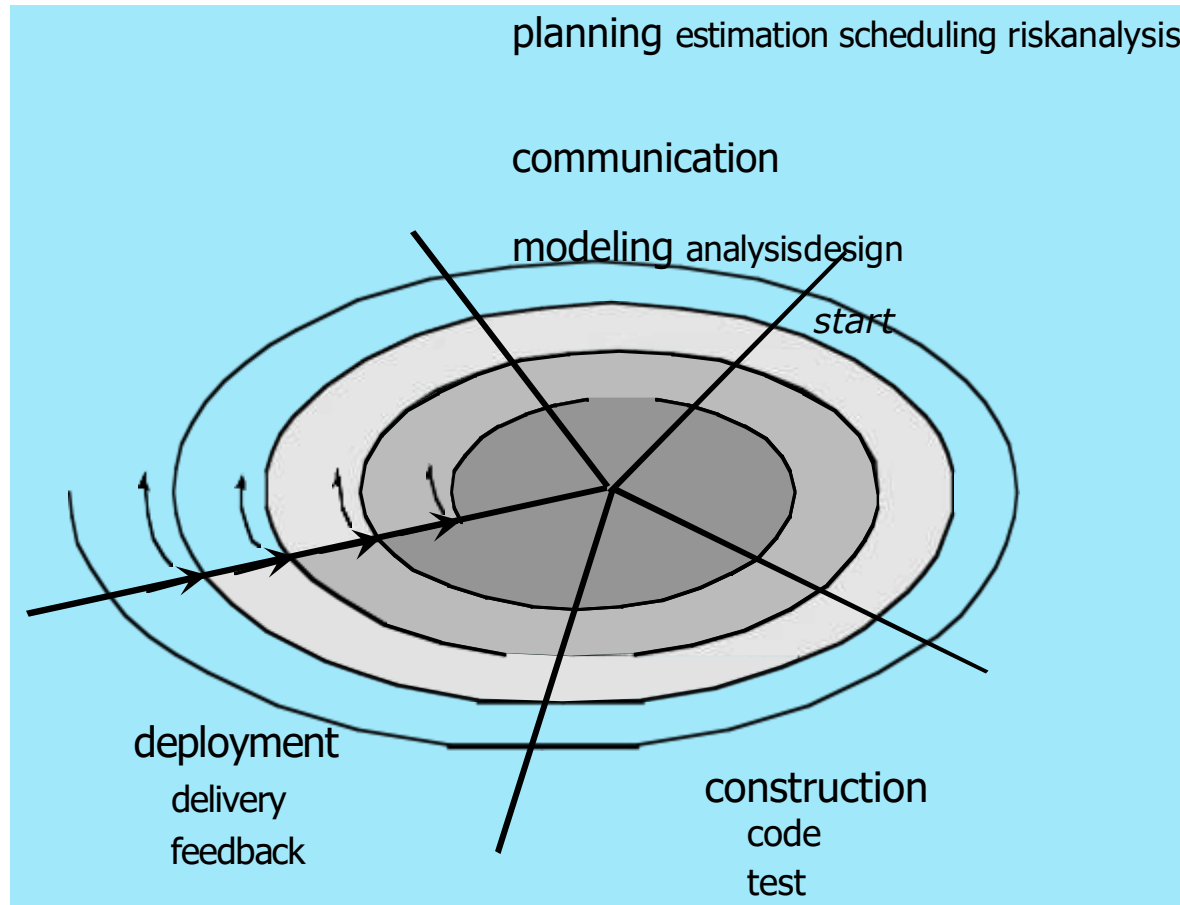 planning estimation scheduling riskanalysis
communication
modeling analysisdesign
start
deployment
delivery
feedback
construction
code
test